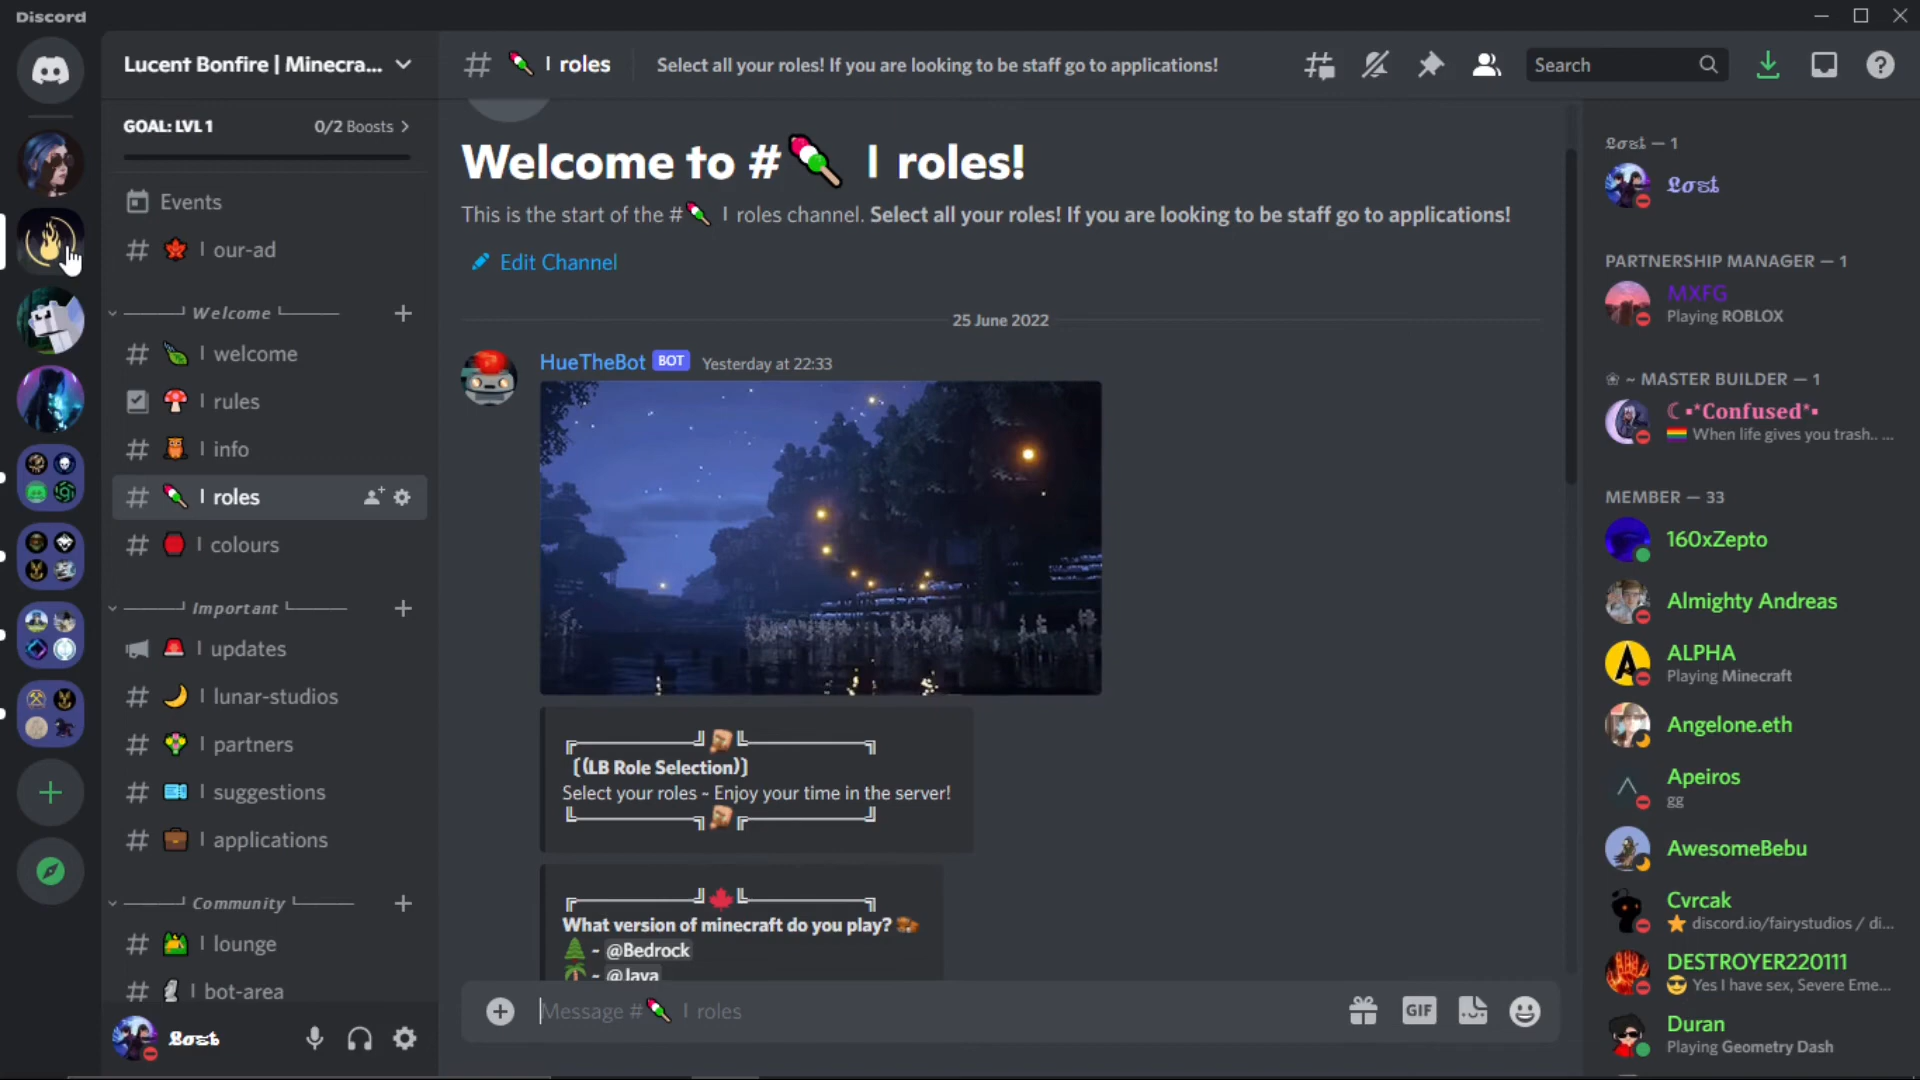 Discord
Lucent Bonfire | Minecra...
GOAL: LVL 1
0/2 Boosts
Events
# | our-ad
Welcome
# | welcome
| rules
# | info
# | roles
# | colours
Important
| updates
# | lunar-studios
# | partners
# | suggestions
# | applications
Community
# | lounge
# | bot-area
𝕷𝖔𝖘𝖙
# | roles
Select all your roles! If you are looking to be staff go to applications!
Search
Welcome to # | roles!
This is the start of the # | roles channel. Select all your roles! If you are looking to be staff go to applications!
Edit Channel
25 June 2022
HueTheBot BOT Yesterday at 22:33
╔═══════╝ ╚═══════╗
〔(LB Role Selection)〕
Select your roles ~ Enjoy your time in the server!
╚═══════╗ ╔═══════╝
╔═══════╝ ╚═══════╗
What version of minecraft do you play?
~ @Bedrock
~ @Java
Message # | roles
GIF
𝕷𝖔𝖘𝖙 — 1
𝕷𝖔𝖘𝖙
PARTNERSHIP MANAGER — 1
MXFG
Playing ROBLOX
❀ ~ MASTER BUILDER — 1
☾▪*Confused*▪
When life gives you trash.. ...
MEMBER — 33
160xZepto
Almighty Andreas
ALPHA
Playing Minecraft
Angelone.eth
Apeiros
gg
AwesomeBebu
Cvrcak
discord.io/fairystudios / di...
DESTROYER220111
Yes I have sex, Severe Eme...
Duran
Playing Geometry Dash